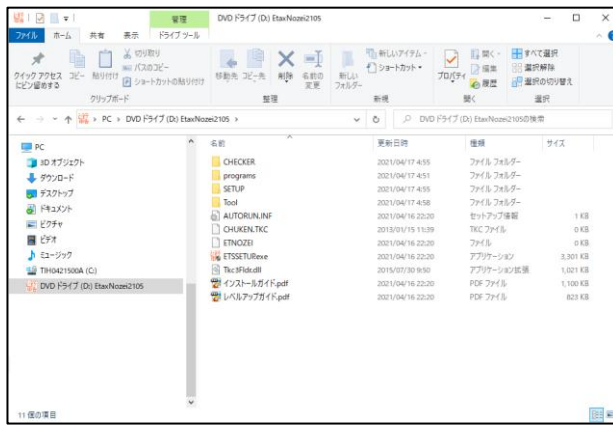 管理
DVD ドライブ (D:) EtaxNozei2105
ファイル ホーム 共有 表示 ドライブ ツール
クイック アクセスにピン留めする
コピー
貼り付け
切り取り
パスのコピー
ショートカットの貼り付け
クリップボード
移動先
コピー先
削除
名前の変更
整理
新しいフォルダー
新しいアイテム
ショートカット
新規
プロパティ
開く
編集
履歴
開く
すべて選択
選択解除
選択の切り替え
選択
PC › DVD ドライブ (D:) EtaxNozei2105 ›
DVD ドライブ (D:) EtaxNozei2105の検索
PC
3D オブジェクト
ダウンロード
デスクトップ
ドキュメント
ピクチャ
ビデオ
ミュージック
TIH0421500A (C:)
DVD ドライブ (D:) EtaxNozei2105
名前 更新日時 種類 サイズ
CHECKER 2021/04/17 4:55 ファイル フォルダー
programs 2021/04/17 4:51 ファイル フォルダー
SETUP 2021/04/17 4:55 ファイル フォルダー
Tool 2021/04/17 4:58 ファイル フォルダー
AUTORUN.INF 2021/04/16 22:20 セットアップ情報 1 KB
CHUKEN.TKC 2013/01/15 11:39 TKC ファイル 0 KB
ETNOZEI 2021/04/16 22:20 ファイル 0 KB
ETSSETUP.exe 2021/04/16 22:20 アプリケーション 3,301 KB
Tkc3Fldr.dll 2015/07/30 9:50 アプリケーション拡張 1,021 KB
インストールガイド.pdf 2021/04/16 22:20 PDF ファイル 1,100 KB
レベルアップガイド.pdf 2021/04/16 22:20 PDF ファイル 823 KB
11 個の項目